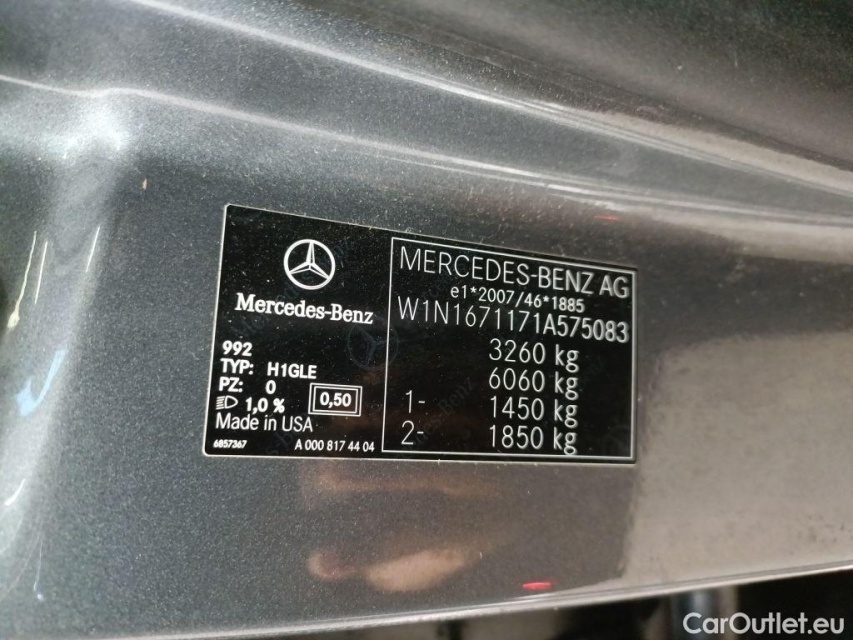 Mercedes-Benz
992
TYP: H1GLE
PZ: 0
1,0 % 0,50
Made in USA
6857367 A 000 817 44 04
MERCEDES-BENZ AG
e1*2007/46*1885
W1N1671171A575083
3260 kg
6060 kg
1- 1450 kg
2- 1850 kg
CarOutlet.eu